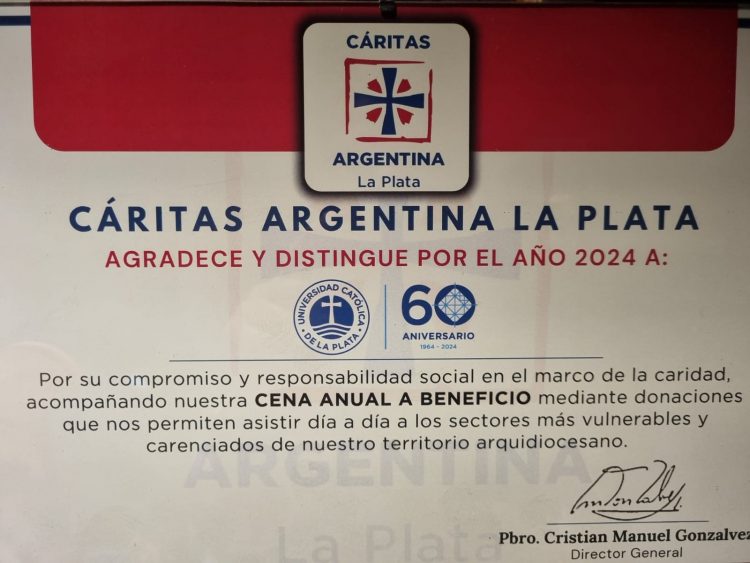 CÁRITAS
ARGENTINA
La Plata
CÁRITAS ARGENTINA LA PLATA
AGRADECE Y DISTINGUE POR EL AÑO 2024 A:
UNIVERSIDAD CATÓLICA
DE LA PLATA
60
ANIVERSARIO
1964 - 2024
Por su compromiso y responsabilidad social en el marco de la caridad,
acompañando nuestra CENA ANUAL A BENEFICIO mediante donaciones
que nos permiten asistir día a día a los sectores más vulnerables y
carenciados de nuestro territorio arquidiocesano.
ARGENTINA
La Plata
Pbro. Cristian Manuel Gonzalvez
Director General